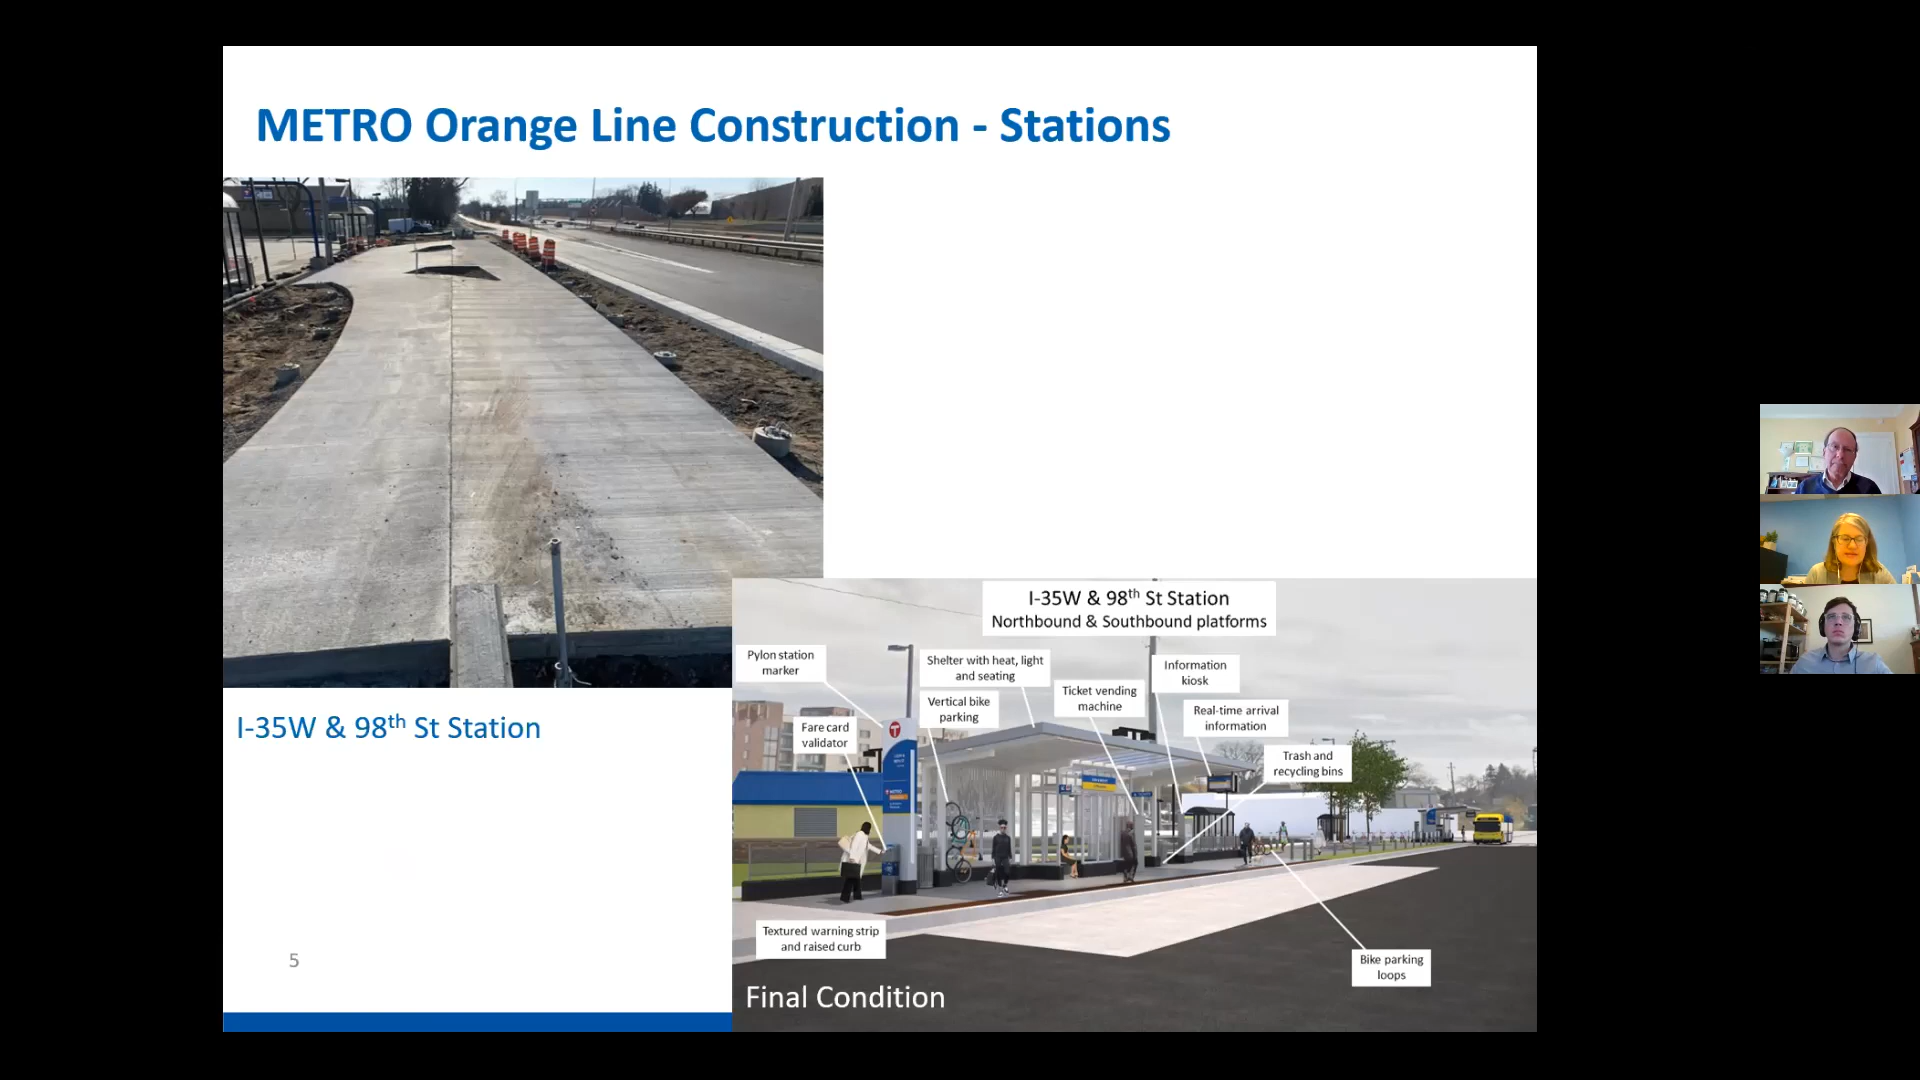 METRO Orange Line Construction - Stations
I-35W & 98th St Station
5
I-35W & 98th St Station
Northbound & Southbound platforms
Pylon station
marker
Shelter with heat, light
and seating
Information
kiosk
Ticket vending
machine
Vertical bike
parking
Real-time arrival
information
Fare card
validator
Trash and
recycling bins
Textured warning strip
and raised curb
Bike parking
loops
Final Condition